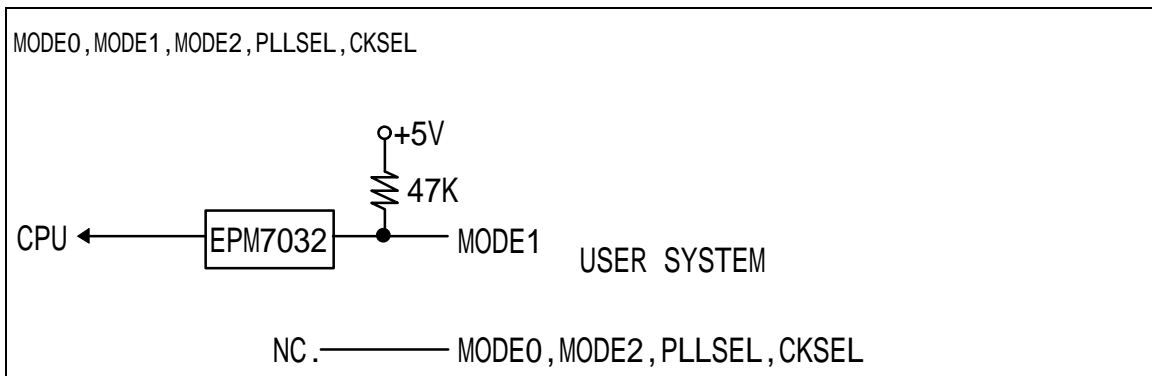 MODE0,MODE1,MODE2,PLLSEL,CKSEL
+5V
47K
CPU EPM7032 MODE1
USER SYSTEM
NC. MODE0,MODE2,PLLSEL,CKSEL